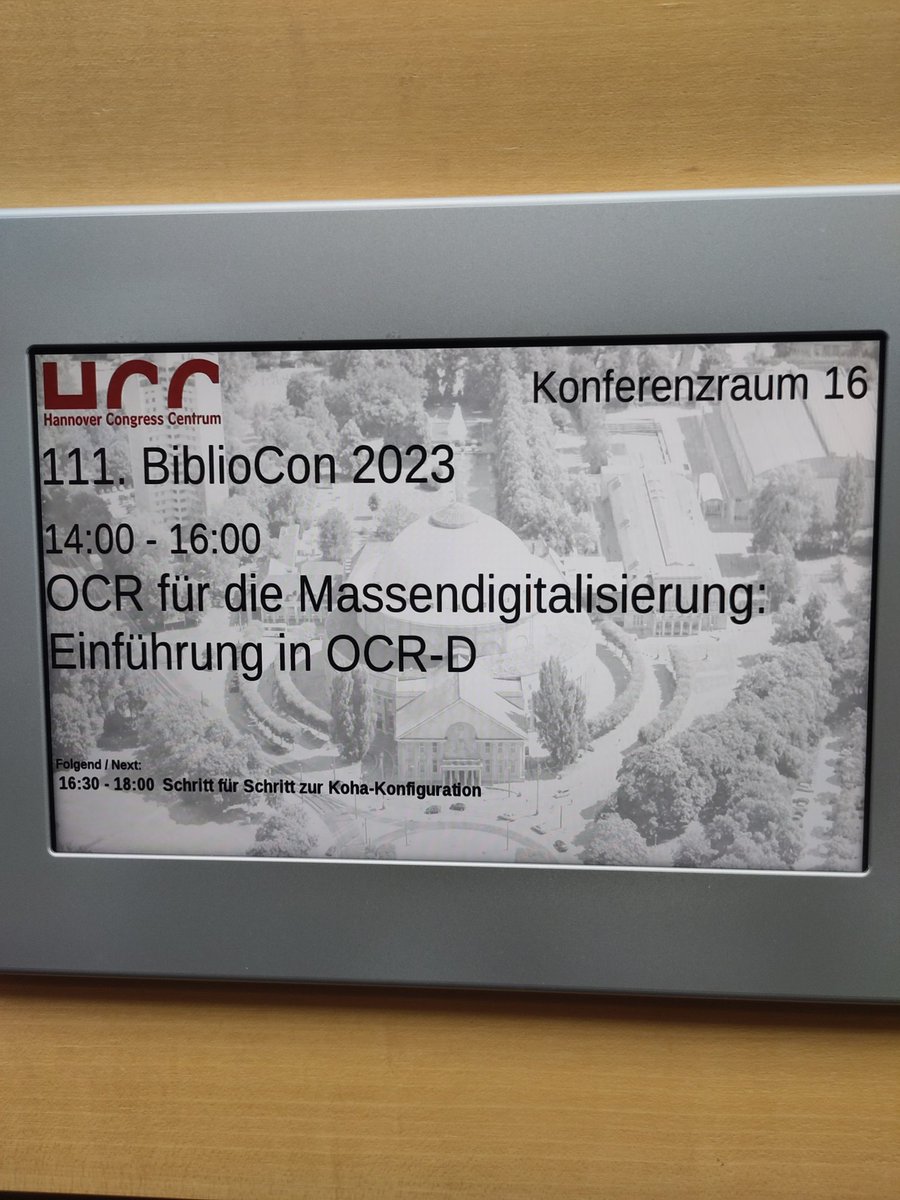 HCC
Hannover Congress Centrum
Konferenzraum 16
111. BiblioCon 2023
14:00 - 16:00
OCR für die Massendigitalisierung:
Einführung in OCR-D
Folgend / Next:
16:30 - 18:00 Schritt für Schritt zur Koha-Konfiguration